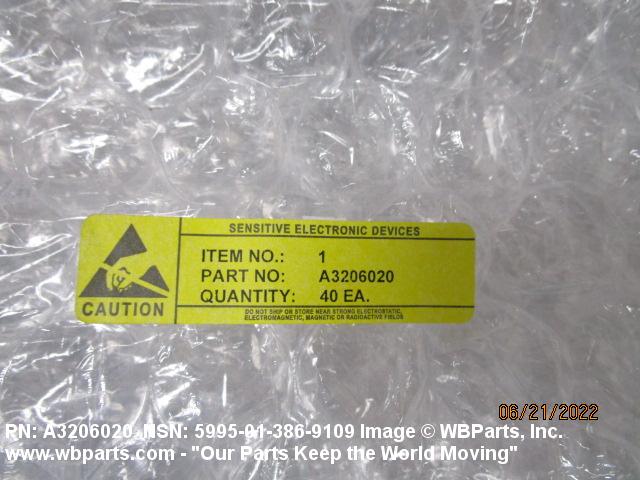 SENSITIVE ELECTRONIC DEVICES
ITEM NO.: 1
PART NO: A3206020
QUANTITY: 40 EA.
CAUTION
DO NOT SHIP OR STORE NEAR STRONG ELECTROSTATIC,
ELECTROMAGNETIC, MAGNETIC OR RADIOACTIVE FIELDS
06/21/2022
PN: A3206020, NSN: 5995-01-386-9109 Image © WBParts, Inc.
www.wbparts.com - "Our Parts Keep the World Moving"